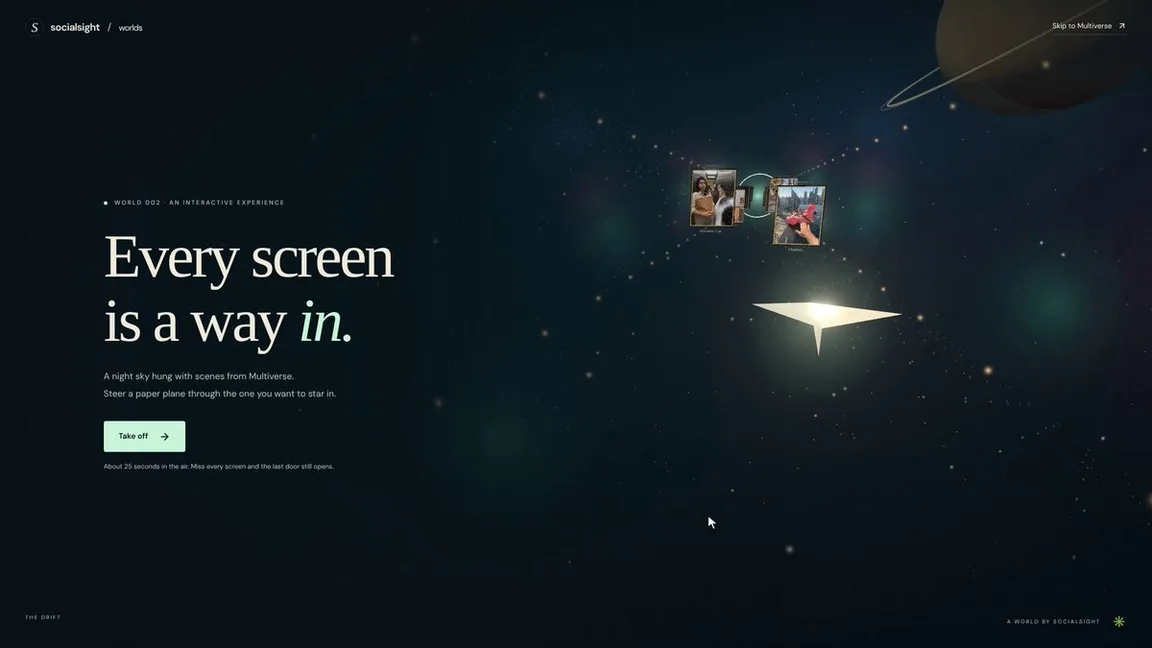 S socialsight / worlds
Skip to Multiverse
WORLD 002 · AN INTERACTIVE EXPERIENCE
Every screen
is a way in.
A night sky hung with scenes from Multiverse.
Steer a paper plane through the one you want to star in.
Take off
About 25 seconds in the air. Miss every screen and the last door still opens.
THE DRIFT
A WORLD BY SOCIALSIGHT